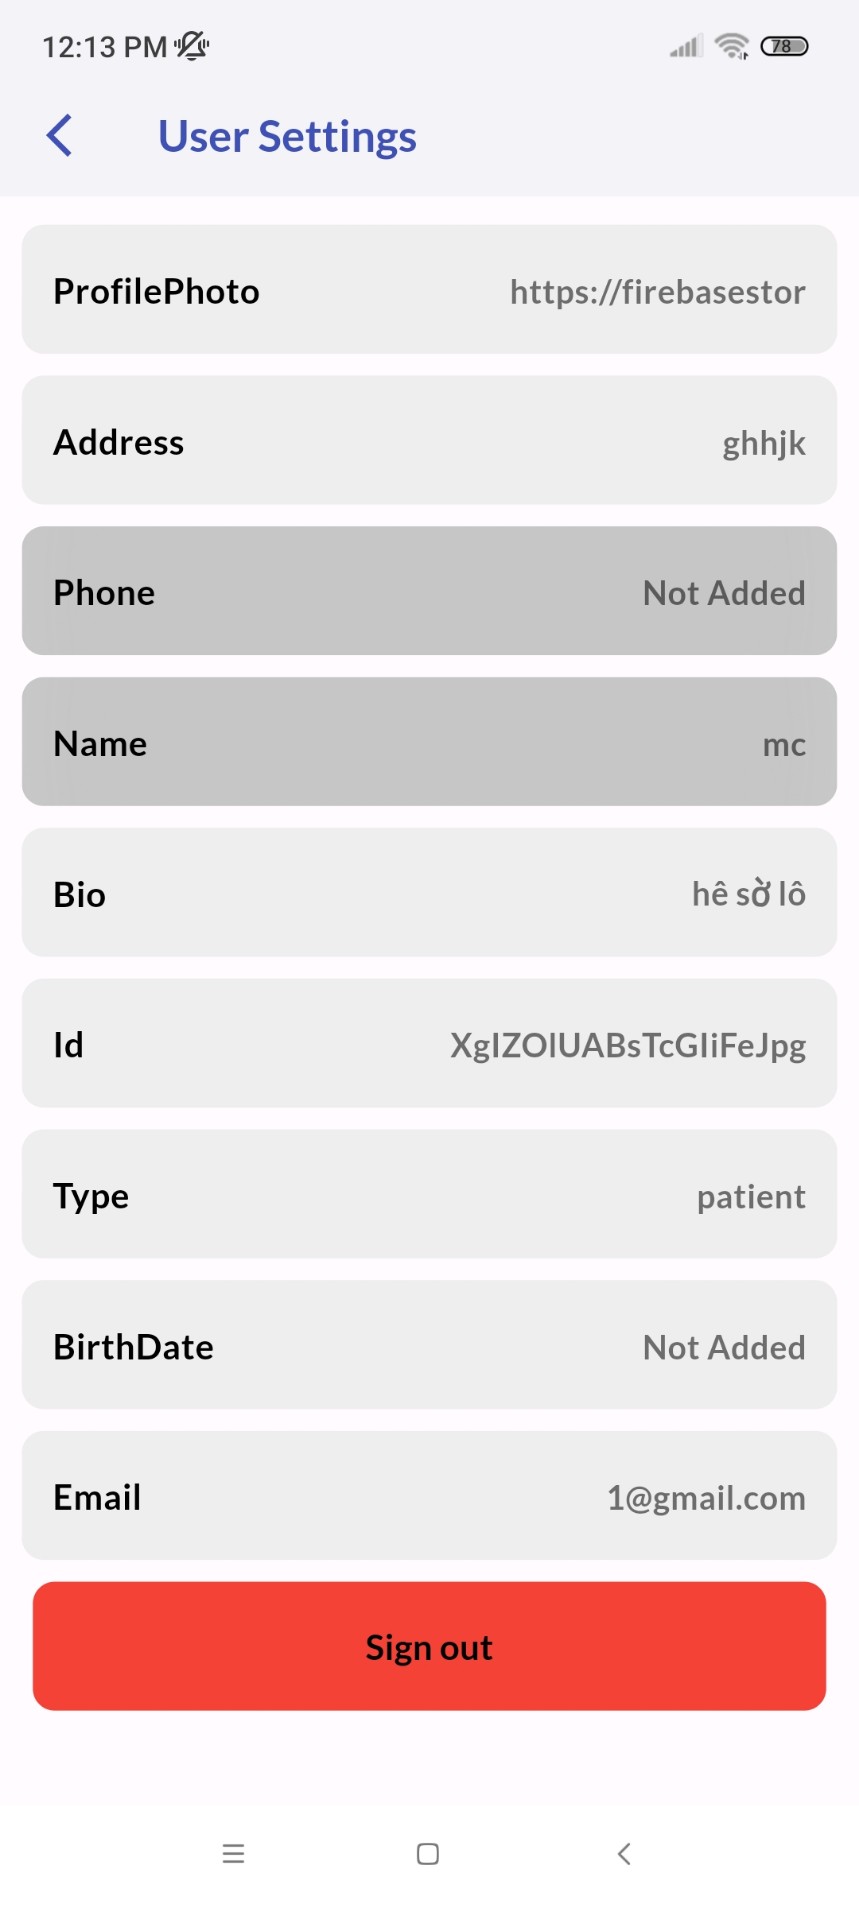 12:13 PM
78
User Settings
ProfilePhoto https://firebasestor
Address ghhjk
Phone Not Added
Name mc
Bio hê sờ lô
Id XgIZOIUABsTcGIiFeJpg
Type patient
BirthDate Not Added
Email 1@gmail.com
Sign out